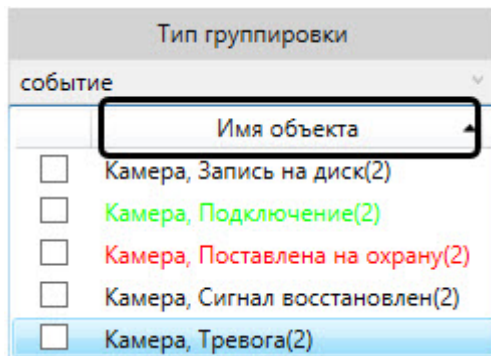 Тип группировки
событие
Имя объекта
Камера, Запись на диск(2)
Камера, Подключение(2)
Камера, Поставлена на охрану(2)
Камера, Сигнал восстановлен(2)
Камера, Тревога(2)